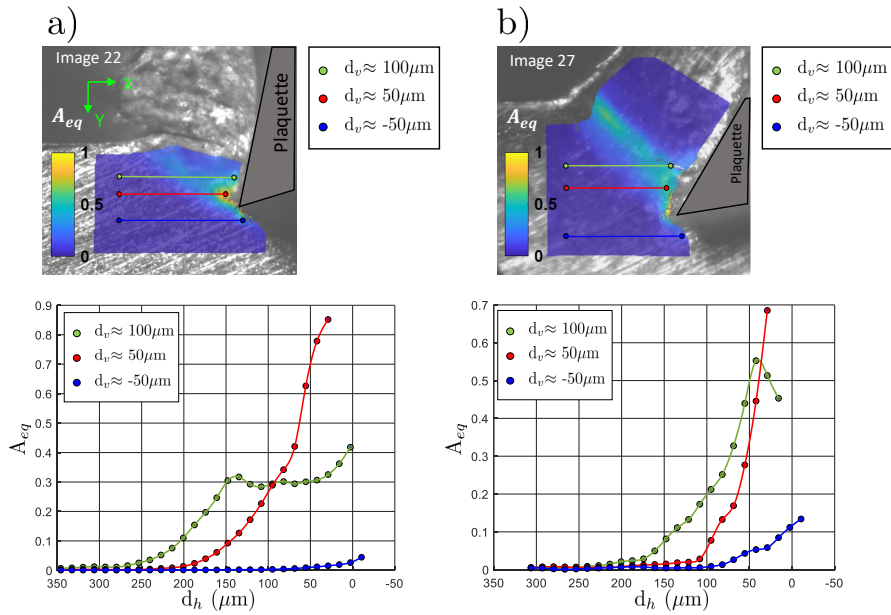 a)
Image 22
X
Y
A_eq
1
0.5
0
Plaquette
d_v ≈ 100μm
d_v ≈ 50μm
d_v ≈ -50μm
b)
Image 27
A_eq
1
0.5
0
Plaquette
d_v ≈ 100μm
d_v ≈ 50μm
d_v ≈ -50μm
0.9
0.8
0.7
0.6
0.5
0.4
0.3
0.2
0.1
0
A_eq
d_v ≈ 100μm
d_v ≈ 50μm
d_v ≈ -50μm
345 300 250 200 150 100 50 0 -50
d_h (μm)
0.7
0.6
0.5
0.4
0.3
0.2
0.1
0
A_eq
d_v ≈ 100μm
d_v ≈ 50μm
d_v ≈ -50μm
345 300 250 200 150 100 50 0 -50
d_h (μm)